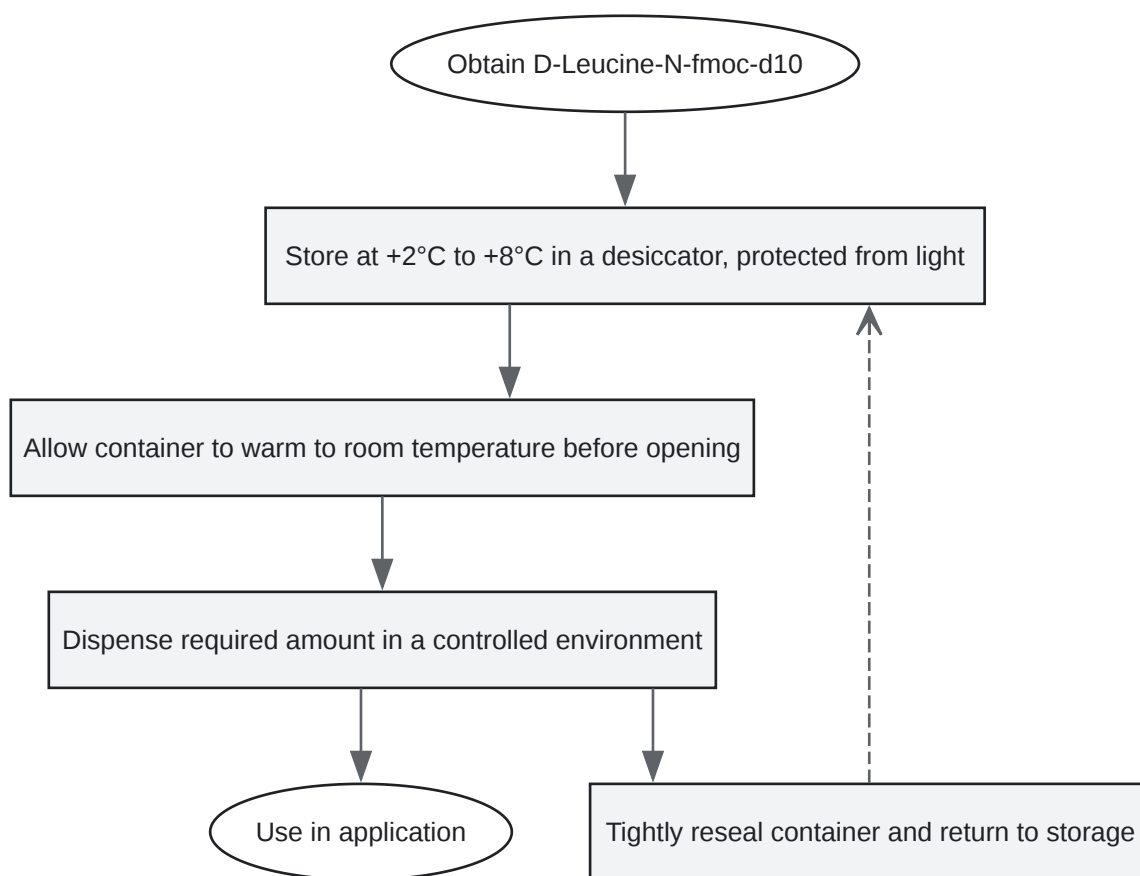 Obtain D-Leucine-N-fmoc-d10
Store at +2°C to +8°C in a desiccator, protected from light
Allow container to warm to room temperature before opening
Dispense required amount in a controlled environment
Use in application
Tightly reseal container and return to storage